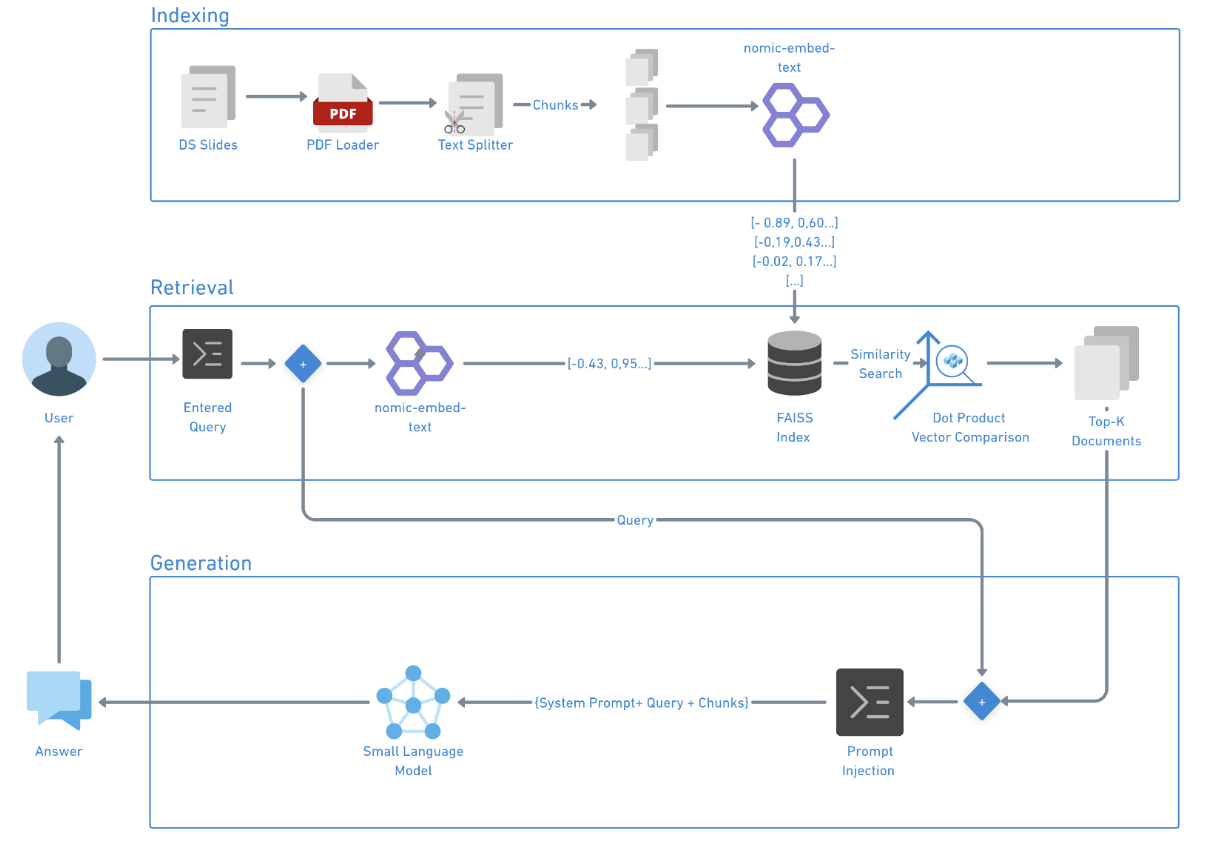 Indexing
nomic-embed-
text
PDF
Chunks
DS Slides
PDF Loader
Text Splitter
[- 0.89, 0,60...]
[-0,19,0.43...]
[-0.02, 0.17...]
[...]
Retrieval
+
[-0.43, 0,95...]
Similarity
Search
Entered
Query
nomic-embed-
text
FAISS
Index
Dot Product
Vector Comparison
Top-K
Documents
User
Query
Generation
{System Prompt+ Query + Chunks}
+
Answer
Small Language
Model
Prompt
Injection